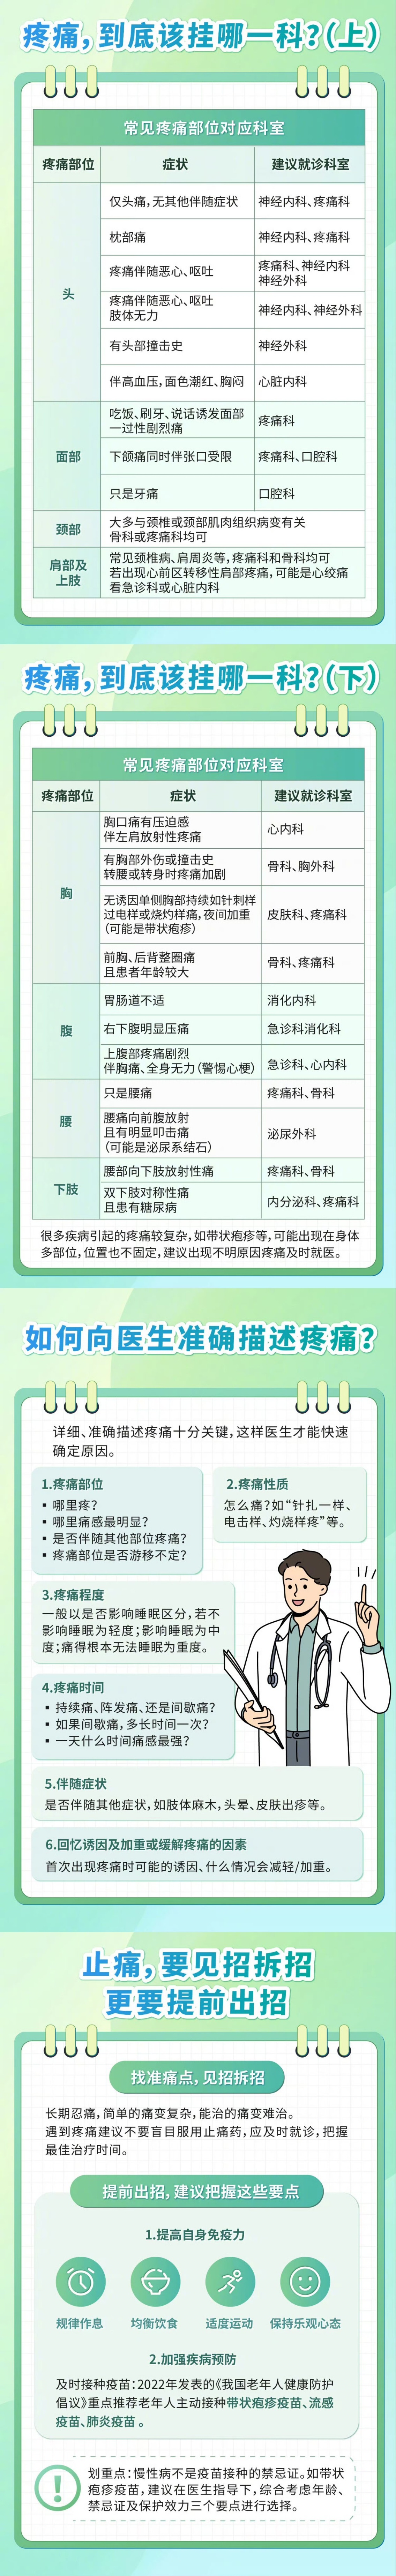 疼痛，到底该挂哪一科？（上）
常见疼痛部位对应科室
疼痛部位 症状 建议就诊科室
头
仅头痛，无其他伴随症状 神经内科、疼痛科
枕部痛 神经内科、疼痛科
疼痛伴随恶心、呕吐 疼痛科、神经内科
神经外科
疼痛伴随恶心、呕吐
肢体无力 神经内科、神经外科
有头部撞击史 神经外科
伴高血压，面色潮红、胸闷 心脏内科
面部
吃饭、刷牙、说话诱发面部
一过性剧烈痛 疼痛科
下颌痛同时伴张口受限 疼痛科、口腔科
只是牙痛 口腔科
颈部
大多与颈椎或颈部肌肉组织病变有关
骨科或疼痛科均可
肩部及
上肢
常见颈椎病、肩周炎等，疼痛科和骨科均可
若出现心前区转移性肩部疼痛，可能是心绞痛
看急诊科或心脏内科
疼痛，到底该挂哪一科？（下）
常见疼痛部位对应科室
疼痛部位 症状 建议就诊科室
胸
胸口痛有压迫感
伴左肩放射性疼痛 心内科
有胸部外伤或撞击史
转腰或转身时疼痛加剧 骨科、胸外科
无诱因单侧胸部持续如针刺样
过电样或烧灼样痛，夜间加重
（可能是带状疱疹） 皮肤科、疼痛科
前胸、后背整圈痛
且患者年龄较大 骨科、疼痛科
腹
胃肠道不适 消化内科
右下腹明显压痛 急诊科消化科
上腹部疼痛剧烈
伴胸痛、全身无力（警惕心梗） 急诊科、心内科
腰
只是腰痛 疼痛科、骨科
腰痛向前腹放射
且有明显叩击痛
（可能是泌尿系结石） 泌尿外科
下肢
腰部向下肢放射性痛 疼痛科、骨科
双下肢对称性痛
且患有糖尿病 内分泌科、疼痛科
很多疾病引起的疼痛较复杂，如带状疱疹等，可能出现在身体
多部位，位置也不固定，建议出现不明原因疼痛及时就医。
如何向医生准确描述疼痛？
详细、准确描述疼痛十分关键，这样医生才能快速
确定原因。
1.疼痛部位
▪ 哪里疼？
▪ 哪里痛感最明显？
▪ 是否伴随其他部位疼痛？
▪ 疼痛部位是否游移不定？
2.疼痛性质
怎么痛？如“针扎一样、
电击样、灼烧样疼”等。
3.疼痛程度
一般以是否影响睡眠区分，若不
影响睡眠为轻度；影响睡眠为中
度；痛得根本无法睡眠为重度。
4.疼痛时间
▪ 持续痛、阵发痛、还是间歇痛？
▪ 如果间歇痛，多长时间一次？
▪ 一天什么时间痛感最强？
5.伴随症状
是否伴随其他症状，如肢体麻木，头晕、皮肤出疹等。
6.回忆诱因及加重或缓解疼痛的因素
首次出现疼痛时可能的诱因、什么情况会减轻/加重。
止痛，要见招拆招
更要提前出招
找准痛点，见招拆招
长期忍痛，简单的痛变复杂，能治的痛变难治。
遇到疼痛建议不要盲目服用止痛药，应及时就诊，把握
最佳治疗时间。
提前出招，建议把握这些要点
1.提高自身免疫力
规律作息 均衡饮食 适度运动 保持乐观心态
2.加强疾病预防
及时接种疫苗：2022年发表的《我国老年人健康防护
倡议》重点推荐老年人主动接种带状疱疹疫苗、流感
疫苗、肺炎疫苗。
划重点：慢性病不是疫苗接种的禁忌证。如带状
疱疹疫苗，建议在医生指导下，综合考虑年龄、
禁忌证及保护效力三个要点进行选择。